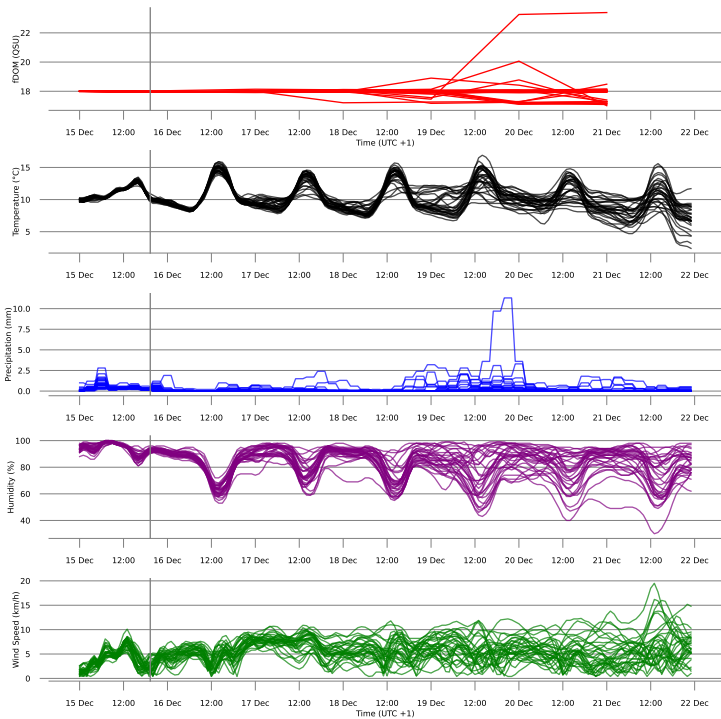 FDOM (QSU)
22
20
18
15 Dec 12:00 16 Dec 12:00 17 Dec 12:00 18 Dec 12:00 19 Dec 12:00 20 Dec 12:00 21 Dec 12:00 22 Dec
Time (UTC +1)
Temperature (°C)
15
10
5
15 Dec 12:00 16 Dec 12:00 17 Dec 12:00 18 Dec 12:00 19 Dec 12:00 20 Dec 12:00 21 Dec 12:00 22 Dec
Precipitation (mm)
10.0
7.5
5.0
2.5
0.0
15 Dec 12:00 16 Dec 12:00 17 Dec 12:00 18 Dec 12:00 19 Dec 12:00 20 Dec 12:00 21 Dec 12:00 22 Dec
Humidity (%)
100
80
60
40
15 Dec 12:00 16 Dec 12:00 17 Dec 12:00 18 Dec 12:00 19 Dec 12:00 20 Dec 12:00 21 Dec 12:00 22 Dec
Wind Speed (km/h)
20
15
10
5
0
15 Dec 12:00 16 Dec 12:00 17 Dec 12:00 18 Dec 12:00 19 Dec 12:00 20 Dec 12:00 21 Dec 12:00 22 Dec
Time (UTC +1)